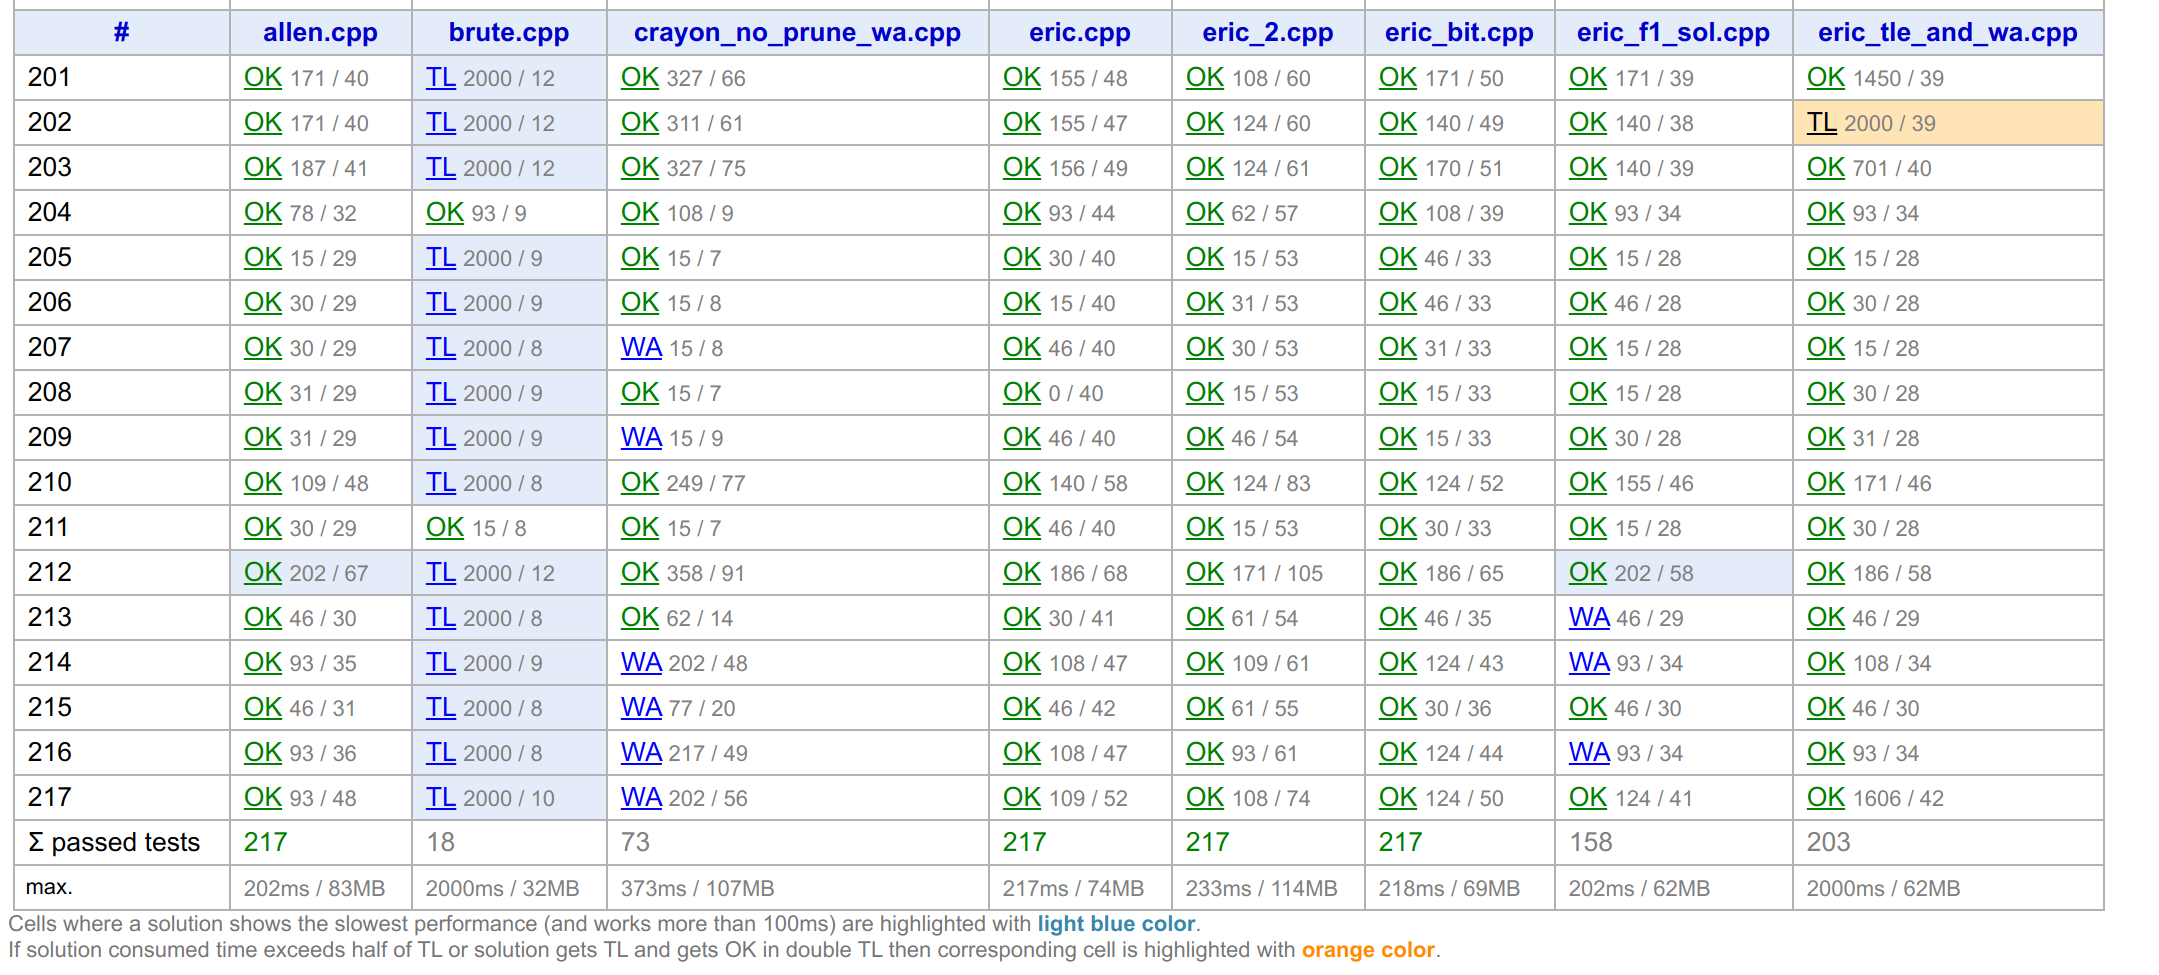 # allen.cpp brute.cpp crayon_no_prune_wa.cpp eric.cpp eric_2.cpp eric_bit.cpp eric_f1_sol.cpp eric_tle_and_wa.cpp
201 OK 171 / 40 TL 2000 / 12 OK 327 / 66 OK 155 / 48 OK 108 / 60 OK 171 / 50 OK 171 / 39 OK 1450 / 39
202 OK 171 / 40 TL 2000 / 12 OK 311 / 61 OK 155 / 47 OK 124 / 60 OK 140 / 49 OK 140 / 38 TL 2000 / 39
203 OK 187 / 41 TL 2000 / 12 OK 327 / 75 OK 156 / 49 OK 124 / 61 OK 170 / 51 OK 140 / 39 OK 701 / 40
204 OK 78 / 32 OK 93 / 9 OK 108 / 9 OK 93 / 44 OK 62 / 57 OK 108 / 39 OK 93 / 34 OK 93 / 34
205 OK 15 / 29 TL 2000 / 9 OK 15 / 7 OK 30 / 40 OK 15 / 53 OK 46 / 33 OK 15 / 28 OK 15 / 28
206 OK 30 / 29 TL 2000 / 9 OK 15 / 8 OK 15 / 40 OK 31 / 53 OK 46 / 33 OK 46 / 28 OK 30 / 28
207 OK 30 / 29 TL 2000 / 8 WA 15 / 8 OK 46 / 40 OK 30 / 53 OK 31 / 33 OK 15 / 28 OK 15 / 28
208 OK 31 / 29 TL 2000 / 9 OK 15 / 7 OK 0 / 40 OK 15 / 53 OK 15 / 33 OK 15 / 28 OK 30 / 28
209 OK 31 / 29 TL 2000 / 9 WA 15 / 9 OK 46 / 40 OK 46 / 54 OK 15 / 33 OK 30 / 28 OK 31 / 28
210 OK 109 / 48 TL 2000 / 8 OK 249 / 77 OK 140 / 58 OK 124 / 83 OK 124 / 52 OK 155 / 46 OK 171 / 46
211 OK 30 / 29 OK 15 / 8 OK 15 / 7 OK 46 / 40 OK 15 / 53 OK 30 / 33 OK 15 / 28 OK 30 / 28
212 OK 202 / 67 TL 2000 / 12 OK 358 / 91 OK 186 / 68 OK 171 / 105 OK 186 / 65 OK 202 / 58 OK 186 / 58
213 OK 46 / 30 TL 2000 / 8 OK 62 / 14 OK 30 / 41 OK 61 / 54 OK 46 / 35 WA 46 / 29 OK 46 / 29
214 OK 93 / 35 TL 2000 / 9 WA 202 / 48 OK 108 / 47 OK 109 / 61 OK 124 / 43 WA 93 / 34 OK 108 / 34
215 OK 46 / 31 TL 2000 / 8 WA 77 / 20 OK 46 / 42 OK 61 / 55 OK 30 / 36 OK 46 / 30 OK 46 / 30
216 OK 93 / 36 TL 2000 / 8 WA 217 / 49 OK 108 / 47 OK 93 / 61 OK 124 / 44 WA 93 / 34 OK 93 / 34
217 OK 93 / 48 TL 2000 / 10 WA 202 / 56 OK 109 / 52 OK 108 / 74 OK 124 / 50 OK 124 / 41 OK 1606 / 42
Σ passed tests 217 18 73 217 217 217 158 203
max. 202ms / 83MB 2000ms / 32MB 373ms / 107MB 217ms / 74MB 233ms / 114MB 218ms / 69MB 202ms / 62MB 2000ms / 62MB
Cells where a solution shows the slowest performance (and works more than 100ms) are highlighted with light blue color.
If solution consumed time exceeds half of TL or solution gets TL and gets OK in double TL then corresponding cell is highlighted with orange color.